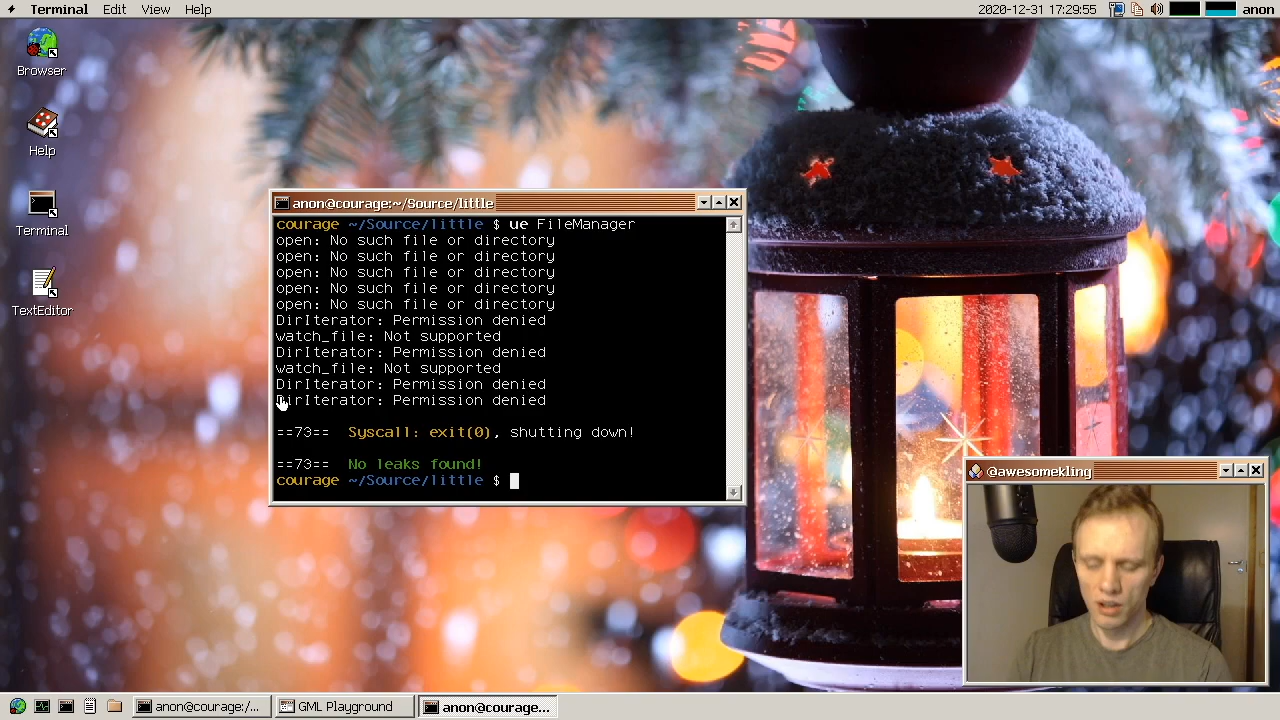 Terminal Edit View Help 2020-12-31 17:29:55 anon
Browser
Help
Terminal
TextEditor
anon@courage:~/Source/little
courage ~/Source/little $ ue FileManager
open: No such file or directory
open: No such file or directory
open: No such file or directory
open: No such file or directory
open: No such file or directory
DirIterator: Permission denied
watch_file: Not supported
DirIterator: Permission denied
watch_file: Not supported
DirIterator: Permission denied
DirIterator: Permission denied
==73== Syscall: exit(0), shutting down!
==73== No leaks found!
courage ~/Source/little $
@awesomekling
anon@courage:/... GML Playground anon@courage...